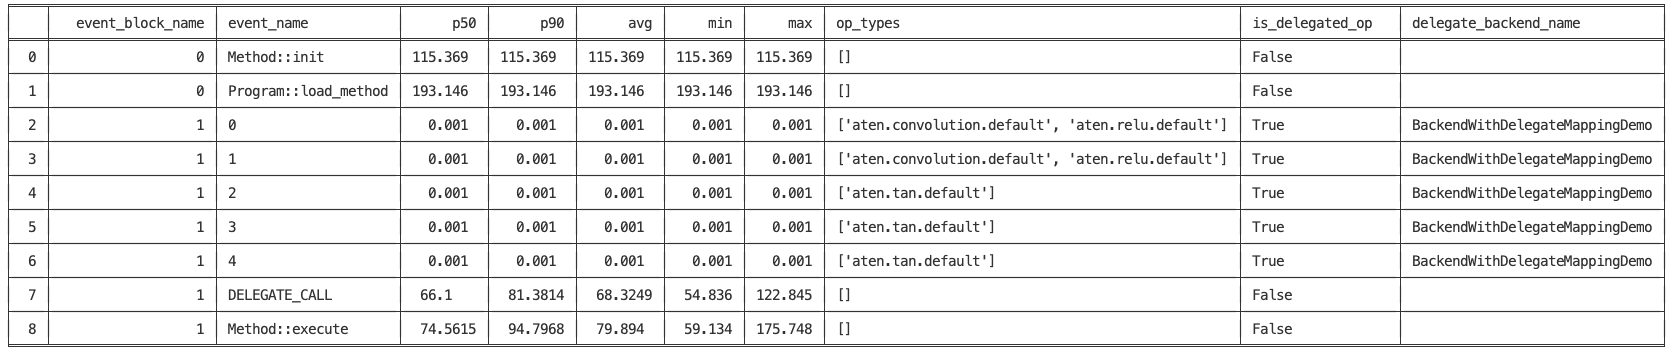 event_block_name event_name p50 p90 avg min max op_types is_delegated_op delegate_backend_name
0 0 Method::init 115.369 115.369 115.369 115.369 115.369 [] False
1 0 Program::load_method 193.146 193.146 193.146 193.146 193.146 [] False
2 1 0 0.001 0.001 0.001 0.001 0.001 ['aten.convolution.default', 'aten.relu.default'] True BackendWithDelegateMappingDemo
3 1 1 0.001 0.001 0.001 0.001 0.001 ['aten.convolution.default', 'aten.relu.default'] True BackendWithDelegateMappingDemo
4 1 2 0.001 0.001 0.001 0.001 0.001 ['aten.tan.default'] True BackendWithDelegateMappingDemo
5 1 3 0.001 0.001 0.001 0.001 0.001 ['aten.tan.default'] True BackendWithDelegateMappingDemo
6 1 4 0.001 0.001 0.001 0.001 0.001 ['aten.tan.default'] True BackendWithDelegateMappingDemo
7 1 DELEGATE_CALL 66.1 81.3814 68.3249 54.836 122.845 [] False
8 1 Method::execute 74.5615 94.7968 79.894 59.134 175.748 [] False